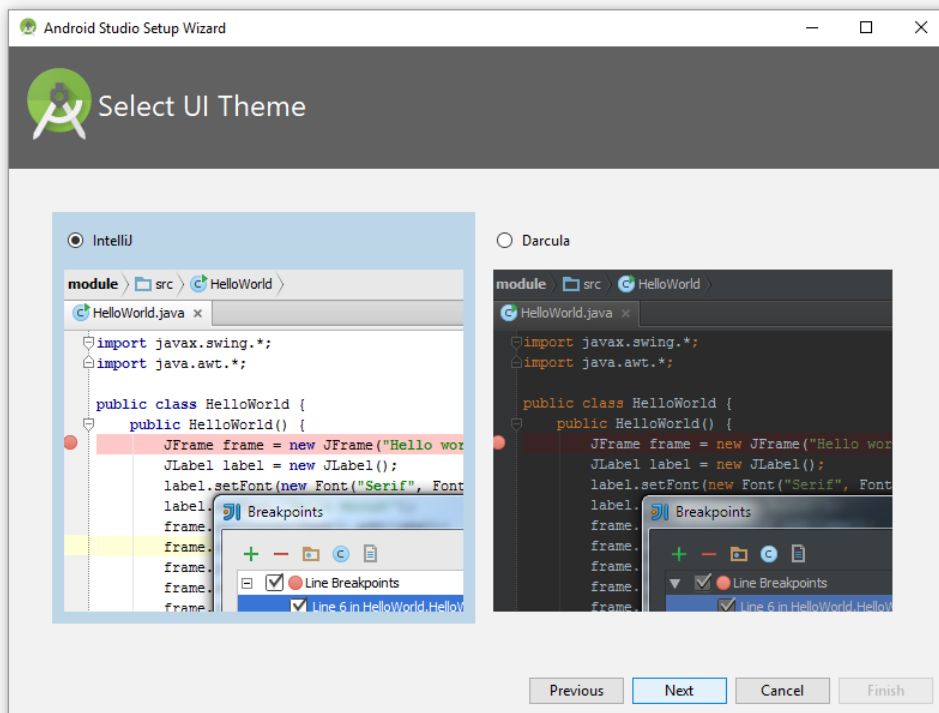 Android Studio Setup Wizard
Select UI Theme
IntelliJ
module src HelloWorld
HelloWorld.java ×
import javax.swing.*;
import java.awt.*;
public class HelloWorld {
public HelloWorld() {
JFrame frame = new JFrame("Hello wor
JLabel label = new JLabel();
label.setFont(new Font("Serif", Font
label.
frame.
frame.
frame.
frame.
frame.
Breakpoints
Line Breakpoints
Line 6 in HelloWorld.HelloW
Darcula
module src HelloWorld
HelloWorld.java ×
import javax.swing.*;
import java.awt.*;
public class HelloWorld {
public HelloWorld() {
JFrame frame = new JFrame("Hello wor
JLabel label = new JLabel();
label.setFont(new Font("Serif", Font
label.
frame.
frame.
frame.
frame.
frame.
Breakpoints
Line Breakpoints
Line 6 in HelloWorld.HelloW
Previous Next Cancel Finish